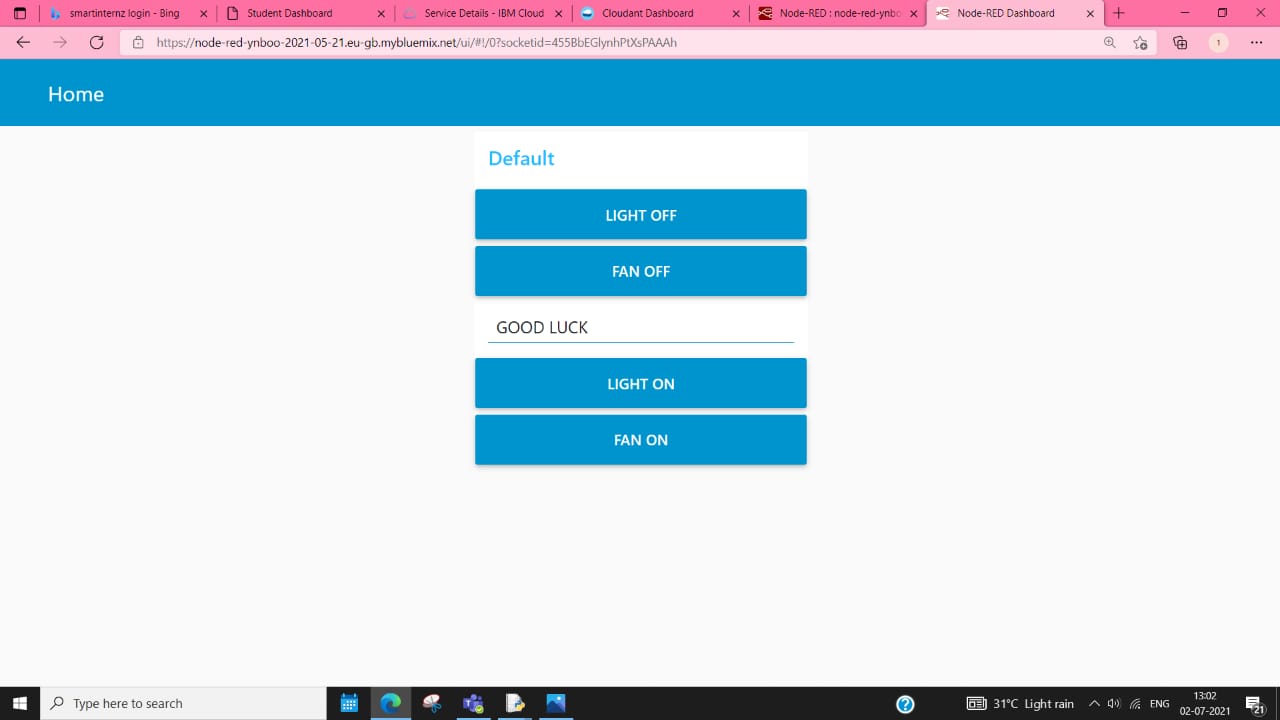 smartinternz login - Bing
Student Dashboard
Service Details - IBM Cloud
Cloudant Dashboard
Node-RED : node-red-ynbo
Node-RED Dashboard
https://node-red-ynboo-2021-05-21.eu-gb.mybluemix.net/ui/#!/0?socketid=455BbEGlynhPtXsPAAAh
1
Home
Default
LIGHT OFF
FAN OFF
GOOD LUCK
LIGHT ON
FAN ON
Type here to search
31°C Light rain
ENG
13:02
02-07-2021
21